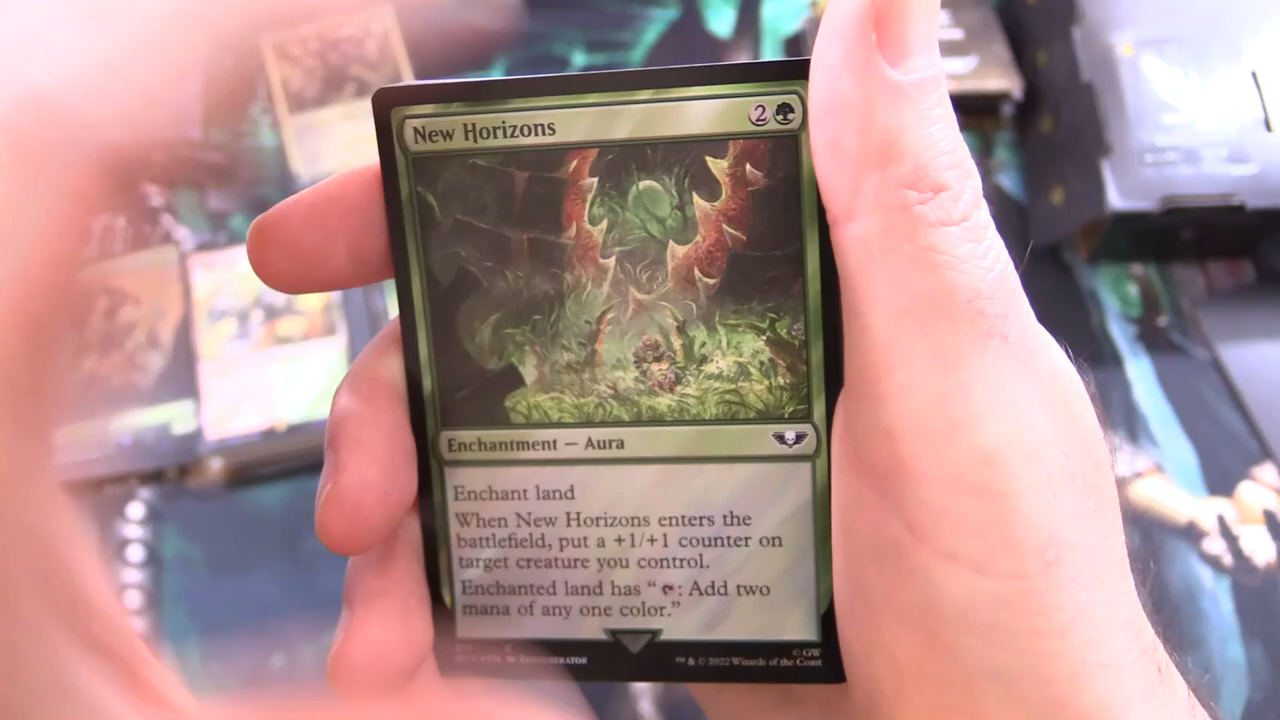 New Horizons 2
Enchantment — Aura
Enchant land
When New Horizons enters the
battlefield, put a +1/+1 counter on
target creature you control.
Enchanted land has “ : Add two
mana of any one color.”
© GW
™ & © 2022 Wizards of the Coast